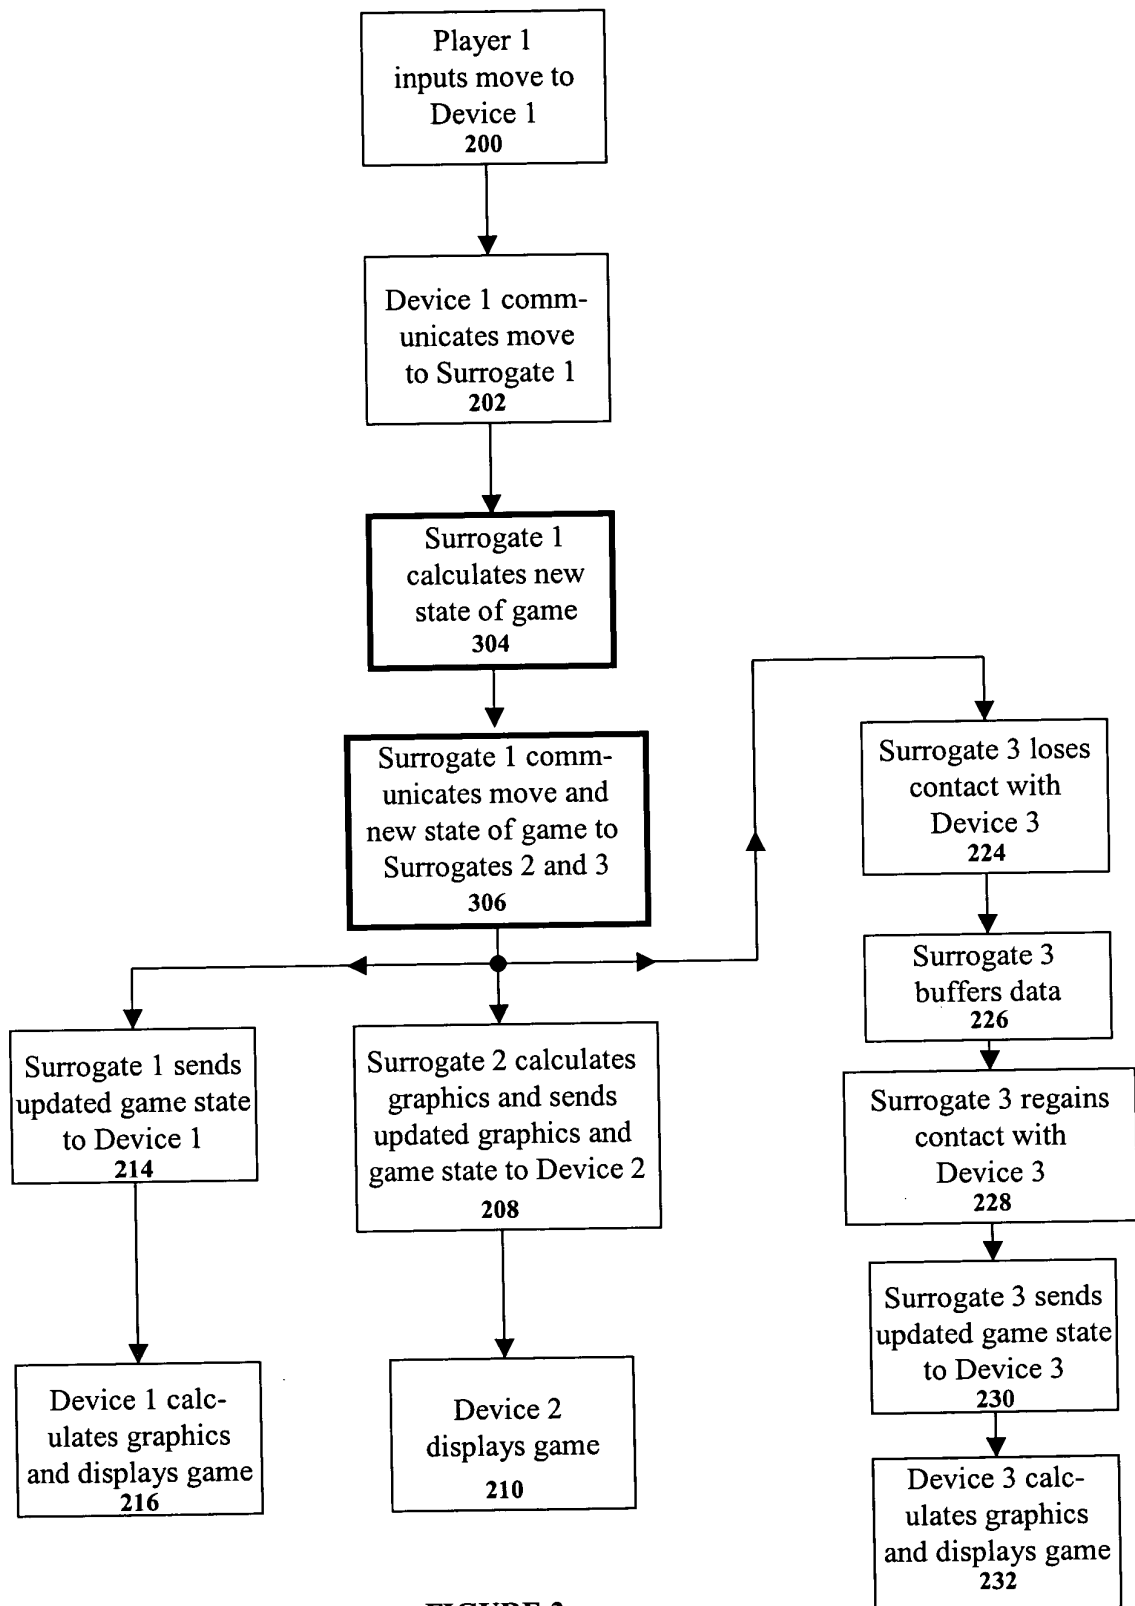 Player 1
inputs move to
Device 1
200
Device 1 comm-
unicates move
to Surrogate 1
202
Surrogate 1
calculates new
state of game
304
Surrogate 1 comm-
unicates move and
new state of game to
Surrogates 2 and 3
306
Surrogate 3 loses
contact with
Device 3
224
Surrogate 3
buffers data
226
Surrogate 3 regains
contact with
Device 3
228
Surrogate 3 sends
updated game state
to Device 3
230
Device 3 calc-
ulates graphics
and displays game
232
Surrogate 1 sends
updated game state
to Device 1
214
Device 1 calc-
ulates graphics
and displays game
216
Surrogate 2 calculates
graphics and sends
updated graphics and
game state to Device 2
208
Device 2
displays game
210